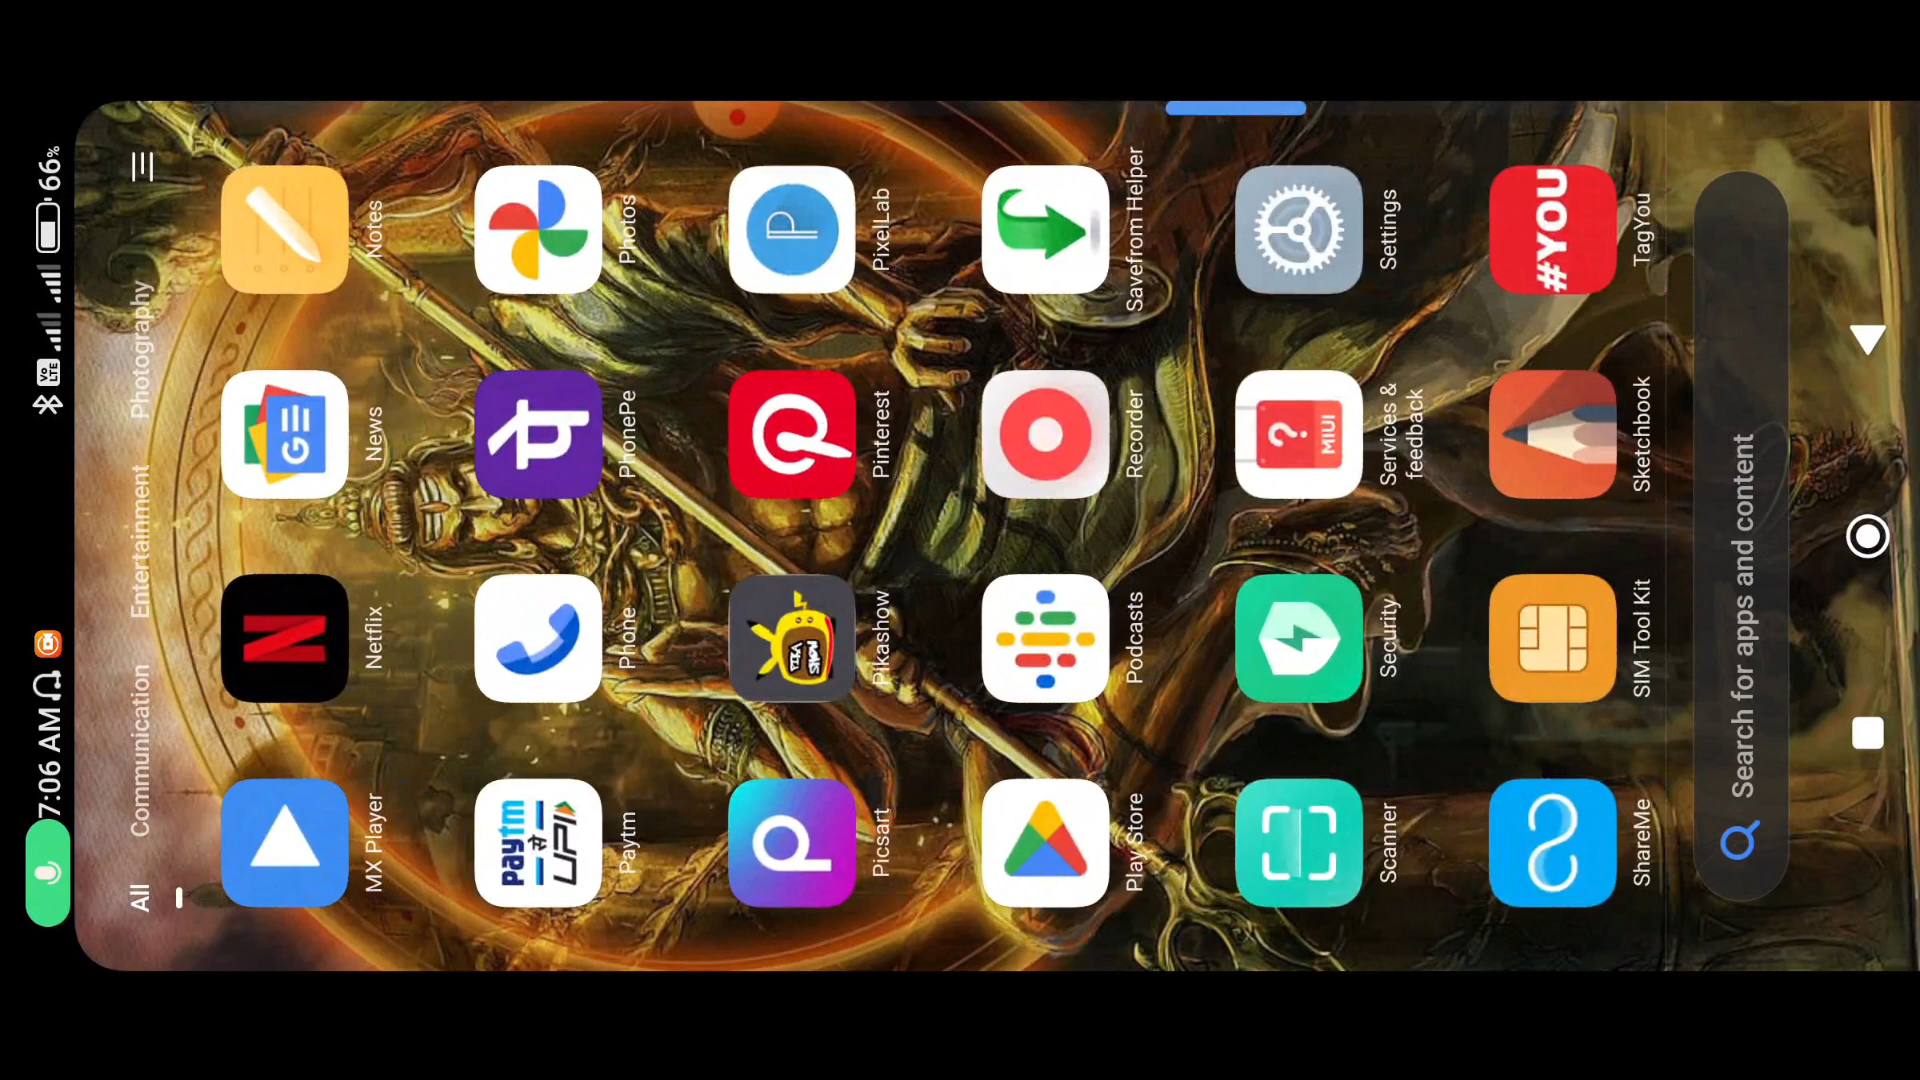 7:06 AM
Vo LTE
66%
All Communication Entertainment Photography
MX Player Netflix News Notes
Paytm से UPI
पे
Paytm Phone PhonePe Photos
Picsart Pikashow Pinterest PixelLab
Play Store Podcasts Recorder Savefrom Helper
MIUI
?
Scanner Security Services & feedback Settings
#YOU
ShareMe SIM Tool Kit Sketchbook TagYou
Search for apps and content